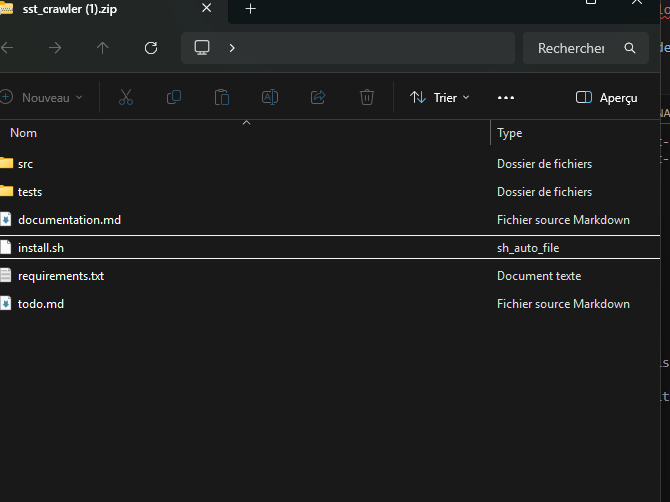 sst_crawler (1).zip
Rechercher
Nouveau
Trier
Aperçu
Nom
Type
src
Dossier de fichiers
tests
Dossier de fichiers
documentation.md
Fichier source Markdown
install.sh
sh_auto_file
requirements.txt
Document texte
todo.md
Fichier source Markdown